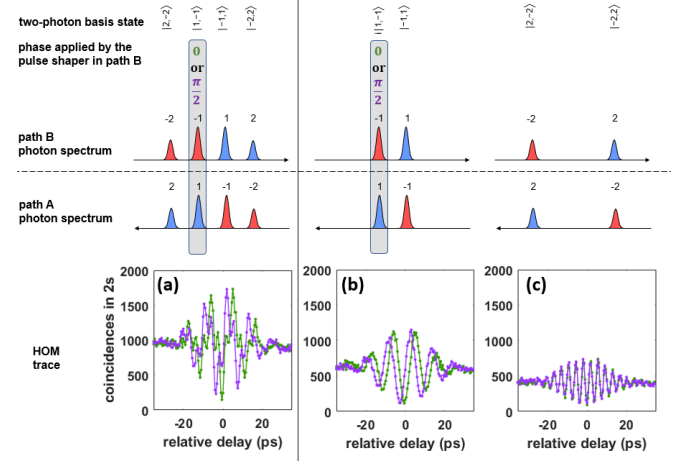 two-photon basis state
|2,-2⟩ |1,-1⟩ |-1,1⟩ |-2,2⟩
|1,-1⟩ |-1,1⟩
|2,-2⟩ |-2,2⟩
phase applied by the
pulse shaper in path B
0
or
π
2
0
or
π
2
path B
photon spectrum
-2 -1 1 2
-1 1
-2 2
path A
photon spectrum
2 1 -1 -2
1 -1
2 -2
HOM
trace
(a)
coincidences in 2s
2000
1500
1000
500
0
-20 0 20
relative delay (ps)
(b)
2000
1500
1000
500
0
-20 0 20
relative delay (ps)
(c)
2000
1500
1000
500
0
-20 0 20
relative delay (ps)